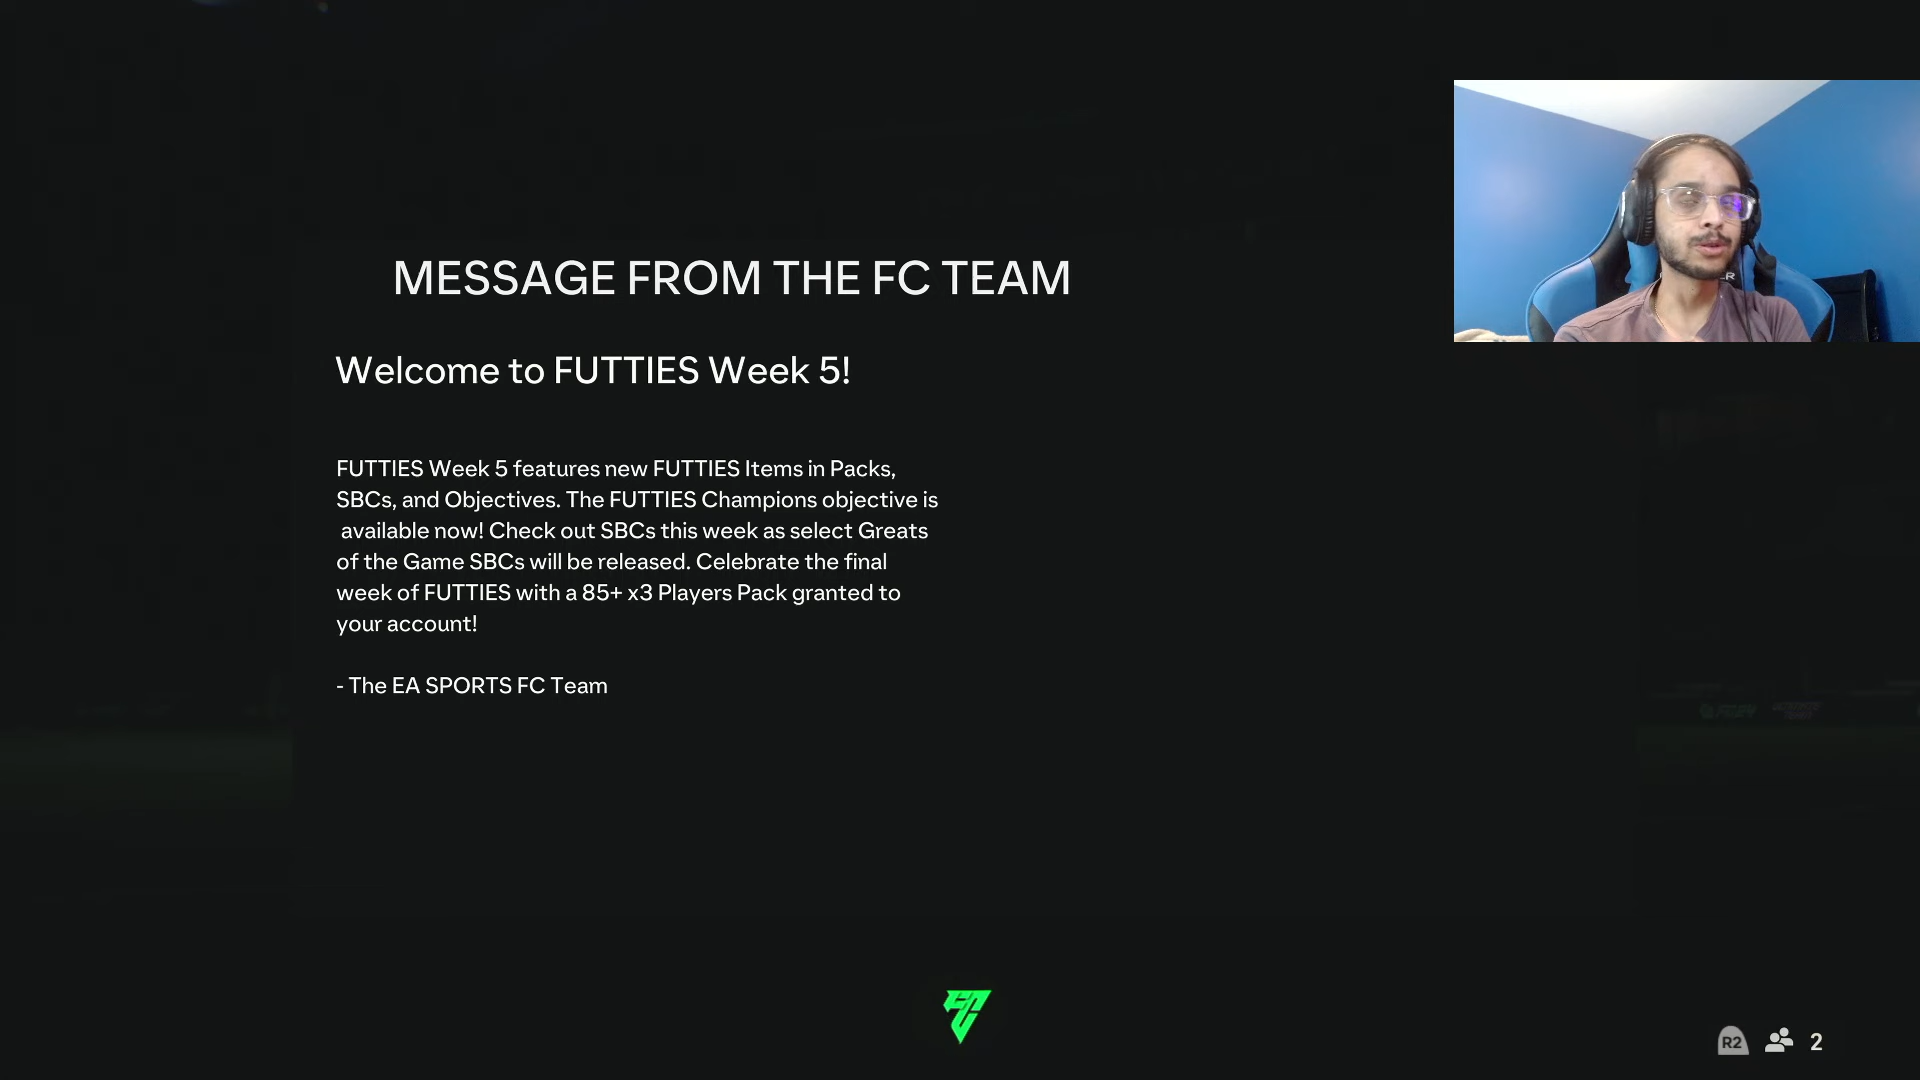 MESSAGE FROM THE FC TEAM
Welcome to FUTTIES Week 5!
FUTTIES Week 5 features new FUTTIES Items in Packs,
SBCs, and Objectives. The FUTTIES Champions objective is
available now! Check out SBCs this week as select Greats
of the Game SBCs will be released. Celebrate the final
week of FUTTIES with a 85+ x3 Players Pack granted to
your account!
- The EA SPORTS FC Team
R2 2